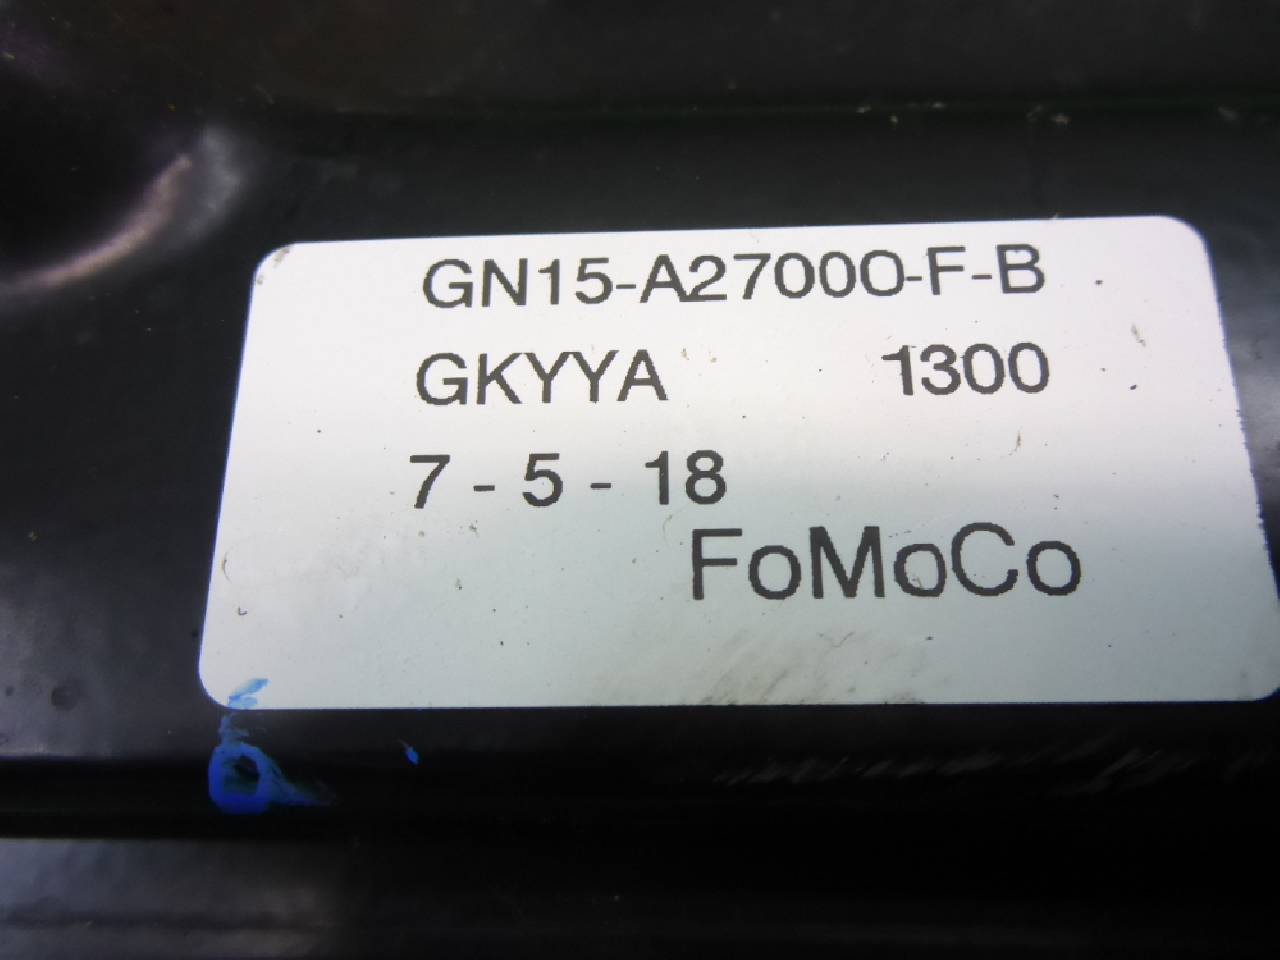 GN15-A27000-F-B
GKYYA 1300
7 - 5 - 18
FoMoCo